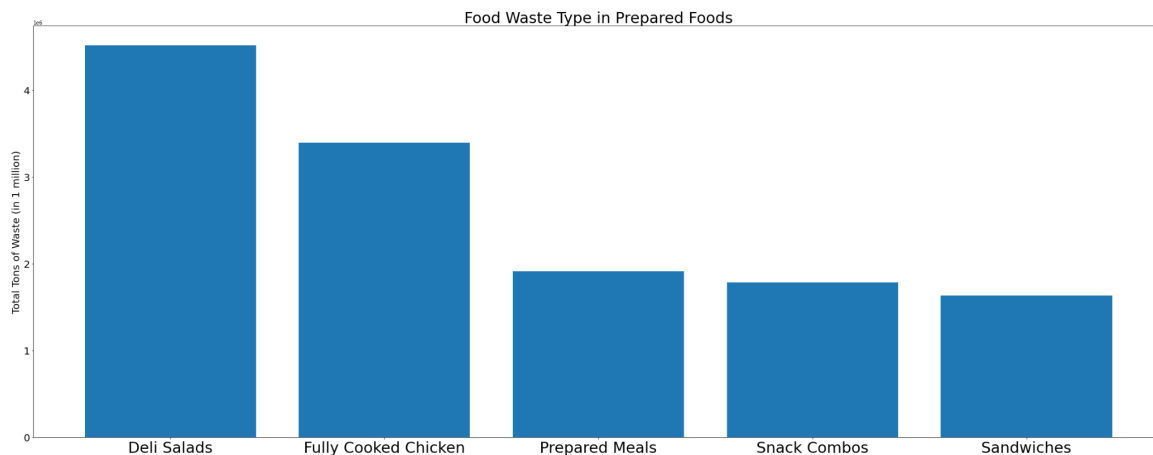 Food Waste Type in Prepared Foods
1e6
Total Tons of Waste (in 1 million)
4
3
2
1
0
Deli Salads Fully Cooked Chicken Prepared Meals Snack Combos Sandwiches